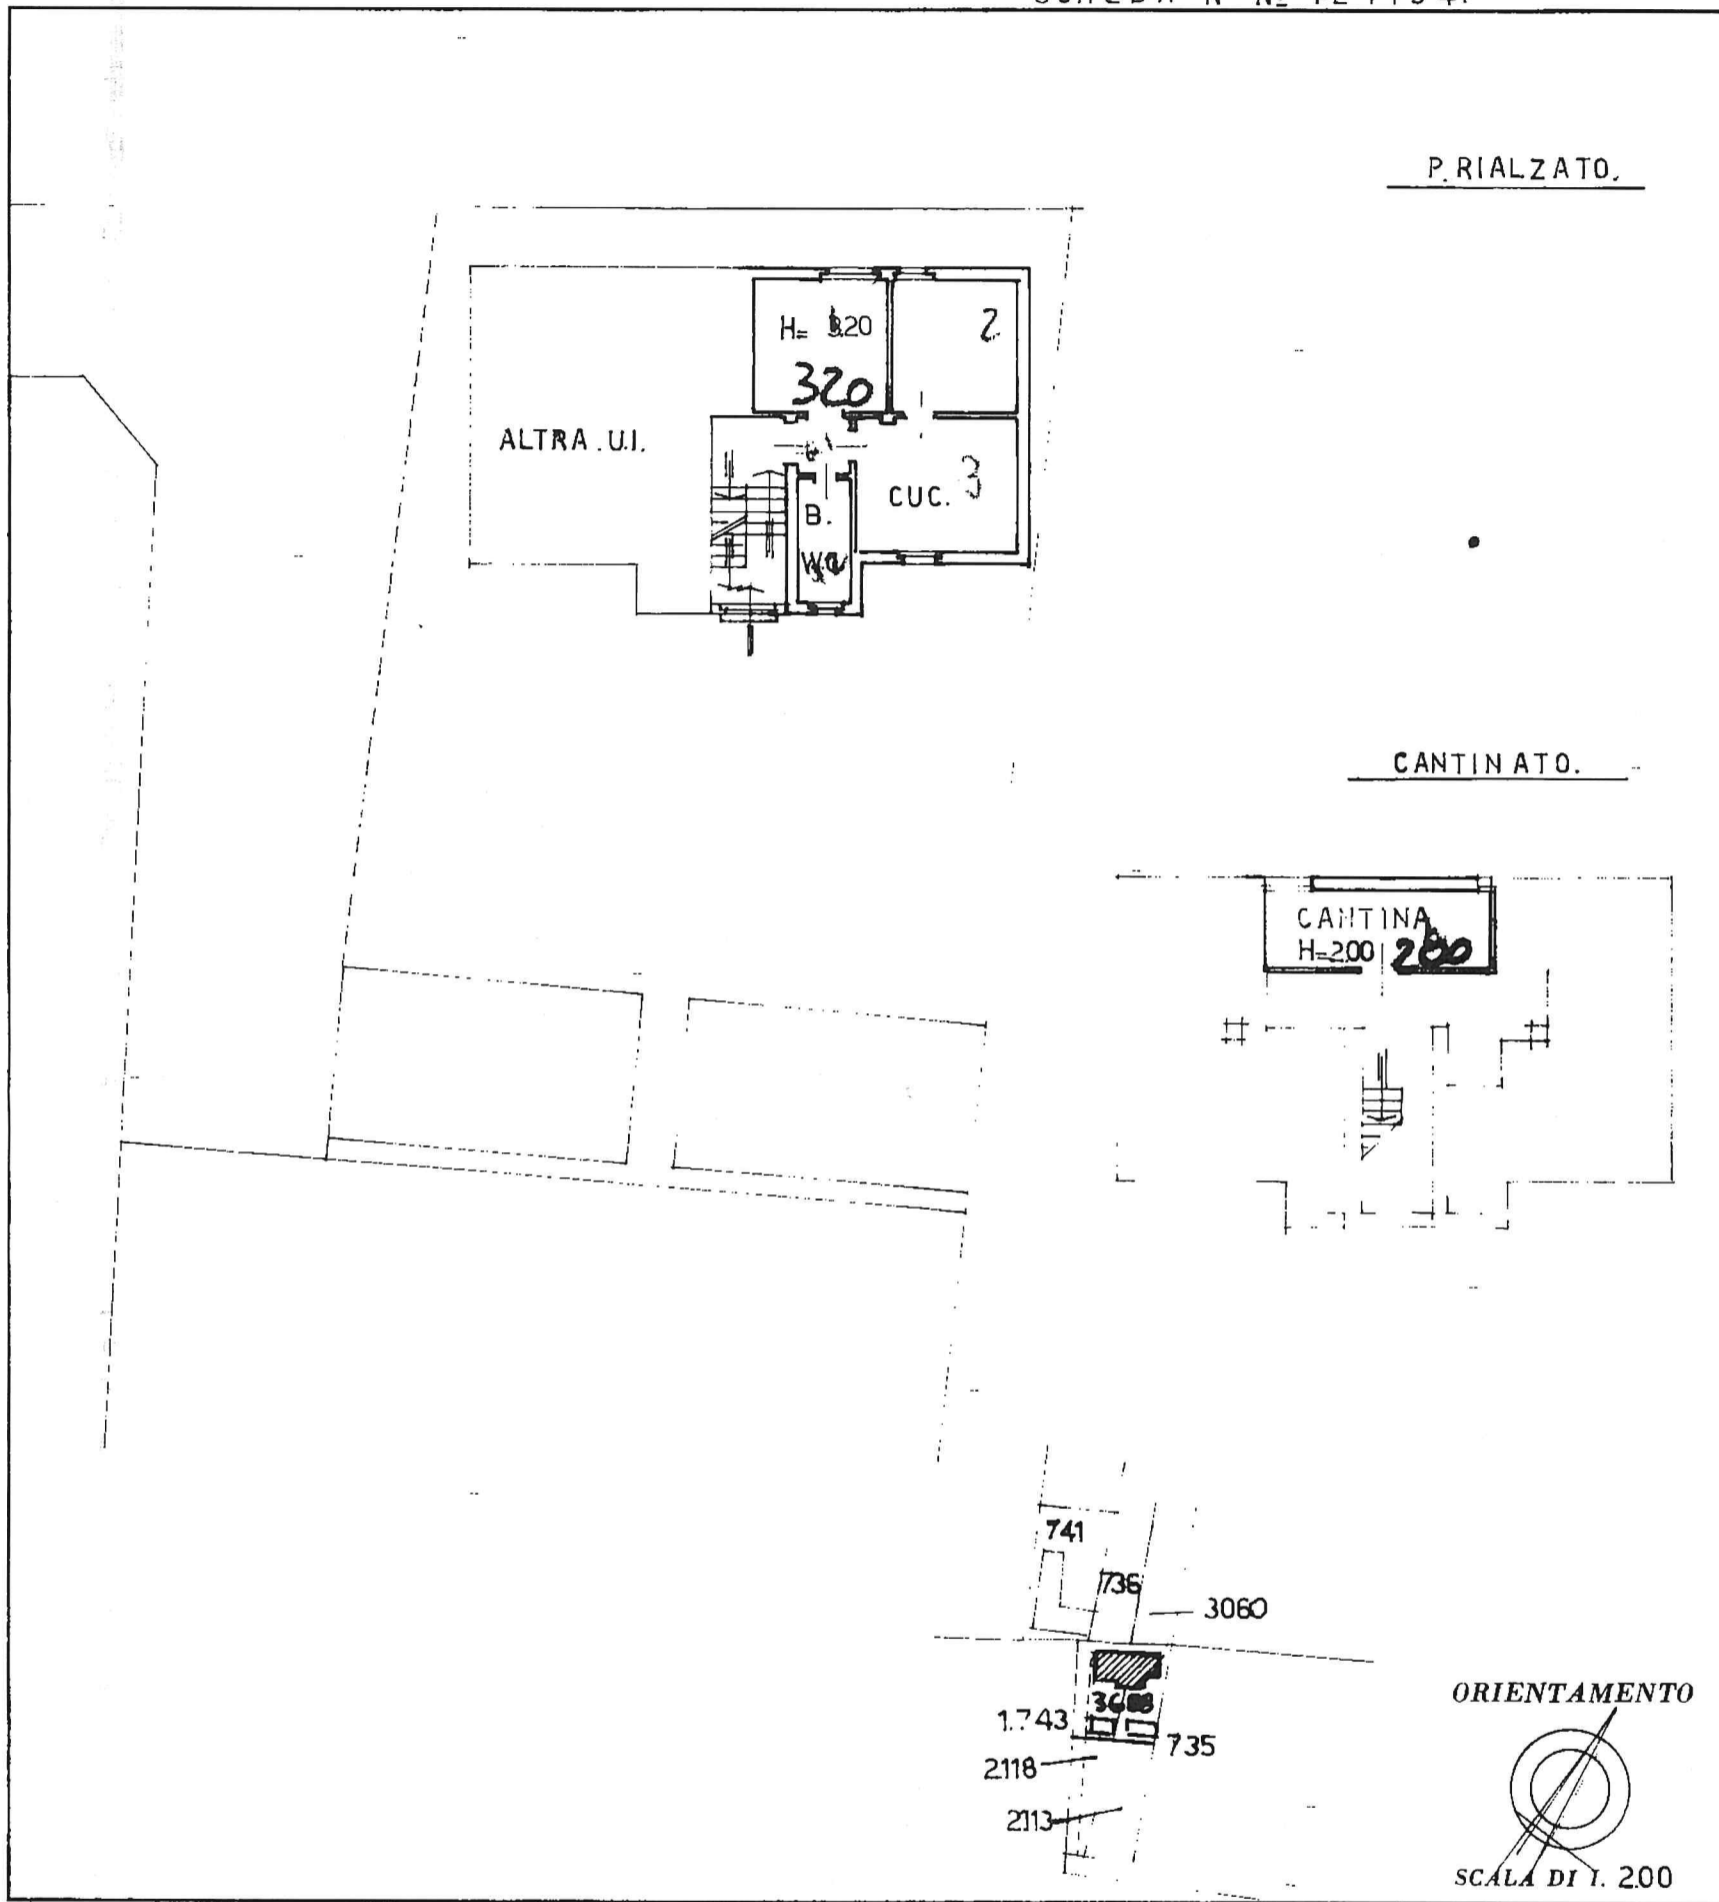 P. RIALZATO.
H= 3.20
320
2
ALTRA . U.I.
CUC. 3
B.
W.C
CANTINATO.
CANTINA
H=2.00 200
741
736
3060
1.743
735
2118
2113
ORIENTAMENTO
SCALA DI 1. 200